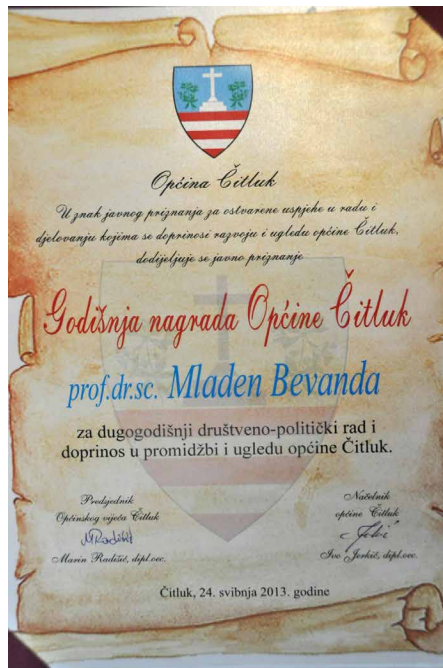 Općina Čitluk
U znak javnog priznanja za ostvarene uspjehe u radu i
djelovanju kojima se doprinosi razvoju i ugledu općine Čitluk,
dodijeljuje se javno priznanje
Godišnja nagrada Općine Čitluk
prof.dr.sc. Mladen Bevanda
za dugogodišnji društveno-politički rad i
doprinos u promidžbi i ugledu općine Čitluk.
Predsjednik
Općinskog vijeća Čitluk
Marin Radišić, dipl.oec.
Načelnik
općine Čitluk
Ivo Jerkić, dipl.oec.
Čitluk, 24. svibnja 2013. godine